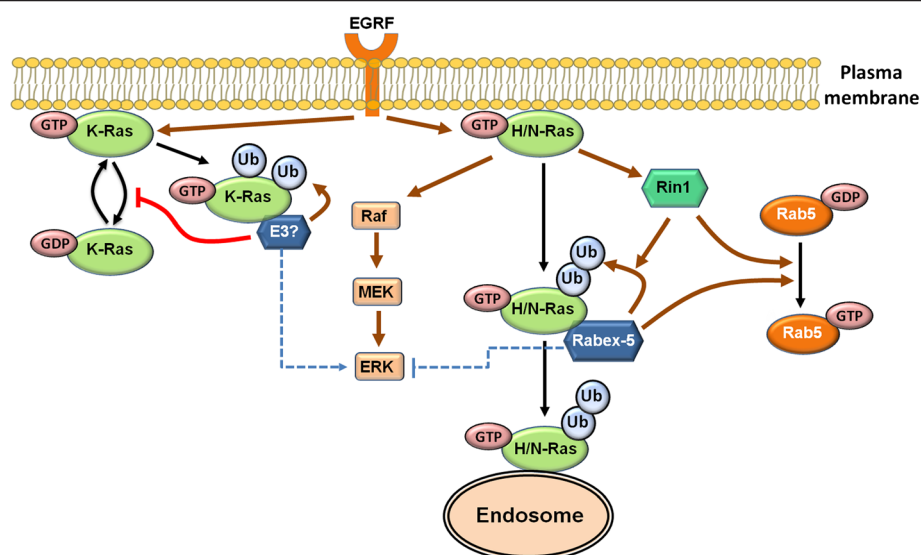 EGRF
Plasma
membrane
GTP
K-Ras
GTP
H/N-Ras
Ub
Ub
GTP
K-Ras
E3?
Rin1
Rab5
GDP
Raf
GDP
K-Ras
Ub
Ub
MEK
GTP
H/N-Ras
Rabex-5
Rab5
GTP
ERK
Ub
Ub
GTP
H/N-Ras
Endosome